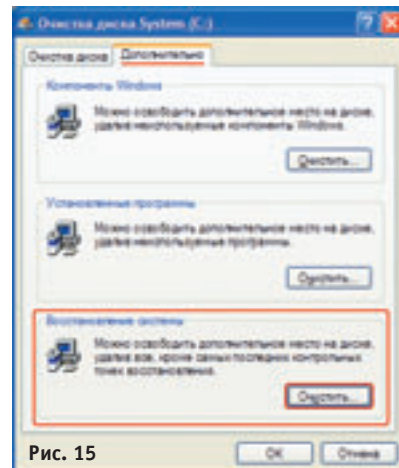 Очистка диска System (C:)
Очистка диска Дополнительно
Компоненты Windows
Можно освободить дополнительное место на диске,
удалив неиспользуемые компоненты Windows.
Очистить...
Установленные программы
Можно освободить дополнительное место на диске,
удалив неиспользуемые программы.
Очистить...
Восстановление системы
Можно освободить дополнительное место на диске,
удалив все, кроме самых последних контрольных
точек восстановления.
Очистить...
Рис. 15
ОК Отмена